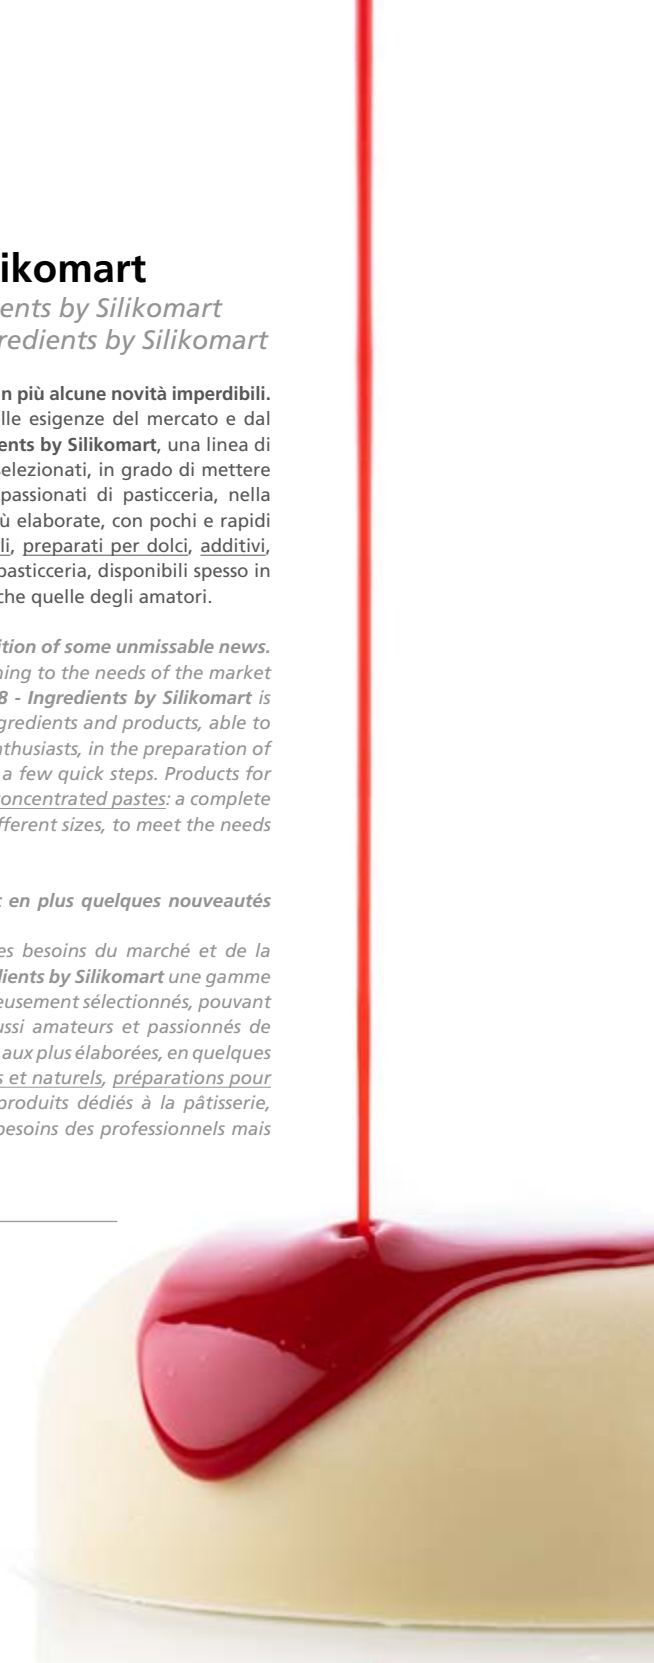 ikomart
ents by Silikomart
redients by Silikomart
n più alcune novità imperdibili.
lle esigenze del mercato e dal
ents by Silikomart, una linea di
selezionati, in grado di mettere
passionati di pasticceria, nella
ù elaborate, con pochi e rapidi
li, preparati per dolci, additivi,
pasticceria, disponibili spesso in
che quelle degli amatori.
ition of some unmissable news.
ning to the needs of the market
8 - Ingredients by Silikomart is
gredients and products, able to
nthusiasts, in the preparation of
a few quick steps. Products for
concentrated pastes: a complete
fferent sizes, to meet the needs
t en plus quelques nouveautés
es besoins du marché et de la
dients by Silikomart une gamme
eusement sélectionnés, pouvant
ussi amateurs et passionnés de
aux plus élaborées, en quelques
s et naturels, préparations pour
produits dédiés à la pâtisserie,
besoins des professionnels mais